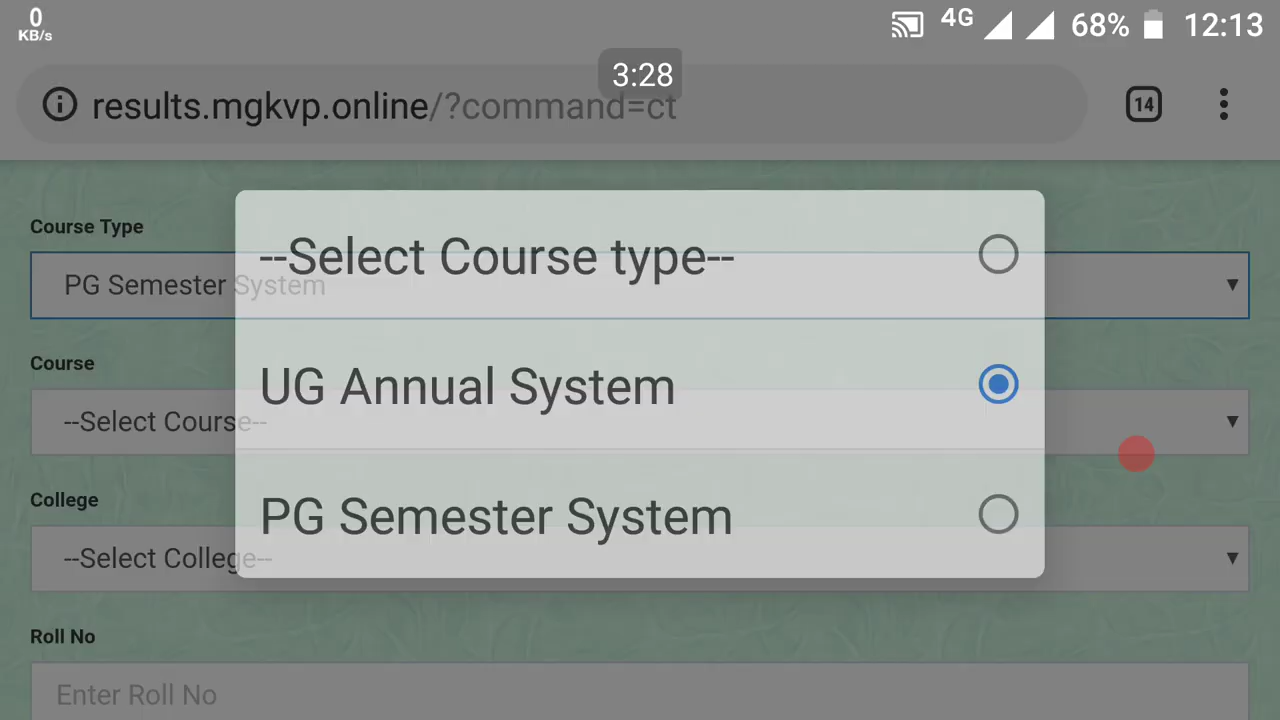 0
KB/s
4G
68%
12:13
3:28
results.mgkvp.online/?command=ct
14
Course Type
PG Semester System
--Select Course type--
UG Annual System
PG Semester System
Course
--Select Course--
College
--Select College--
Roll No
Enter Roll No